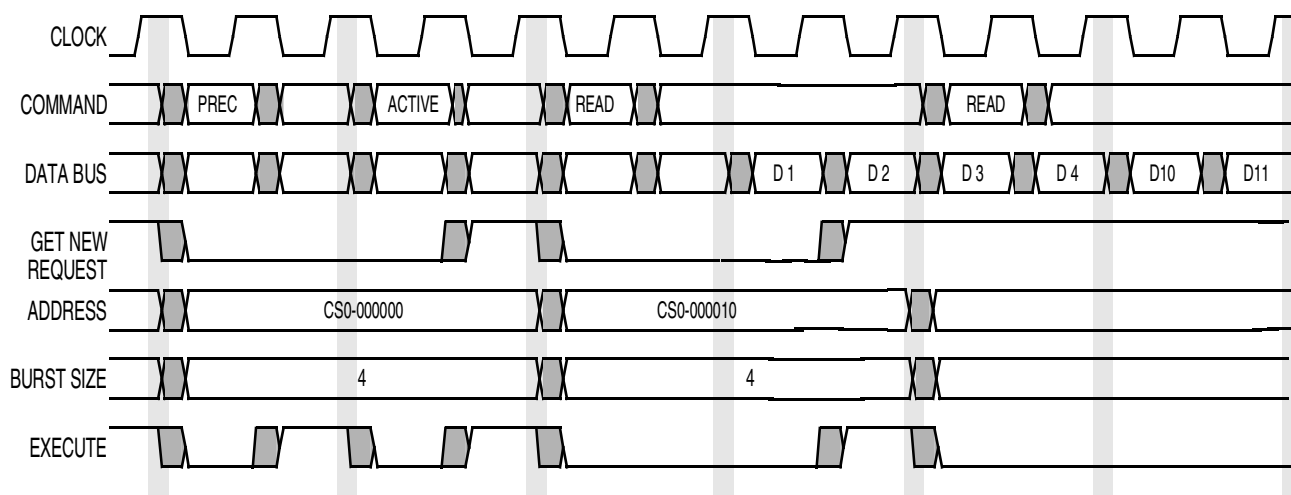 CLOCK
COMMAND PREC ACTIVE READ READ
DATA BUS D 1 D 2 D 3 D 4 D10 D11
GET NEW
REQUEST
ADDRESS CS0-000000 CS0-000010
BURST SIZE 4 4
EXECUTE